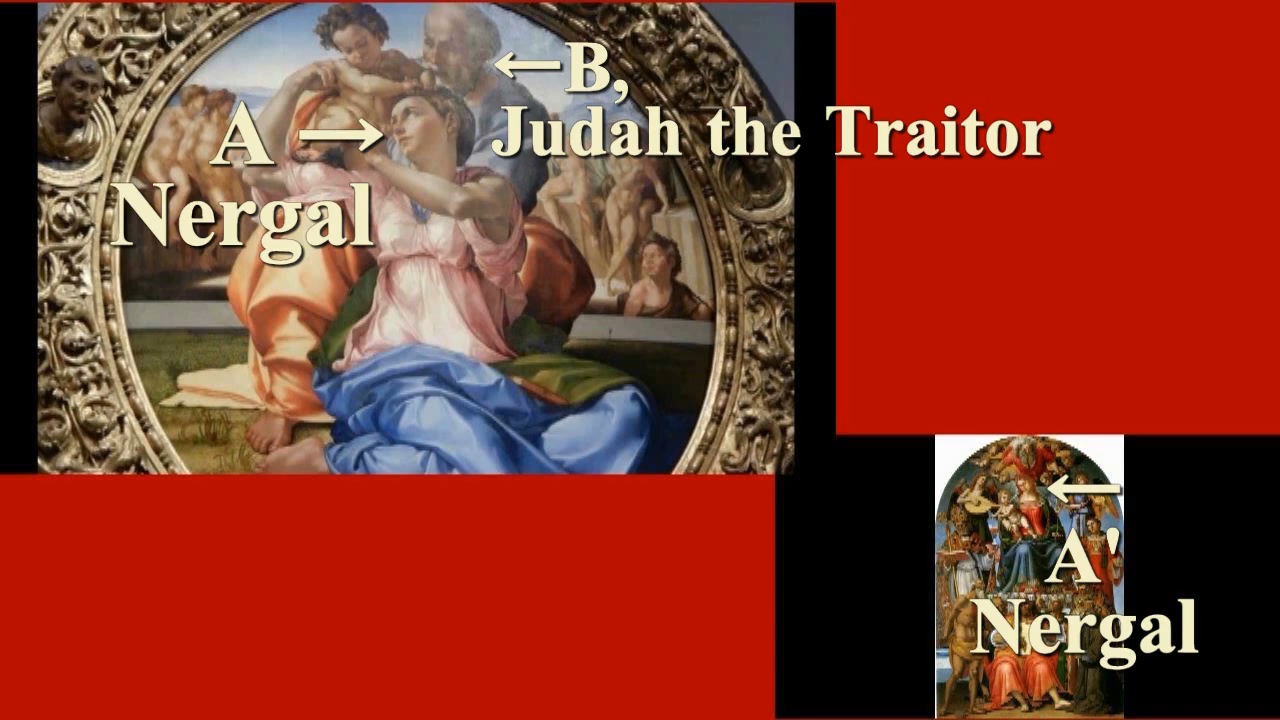 ←B,
Judah the Traitor
A →
Nergal
←
A'
Nergal